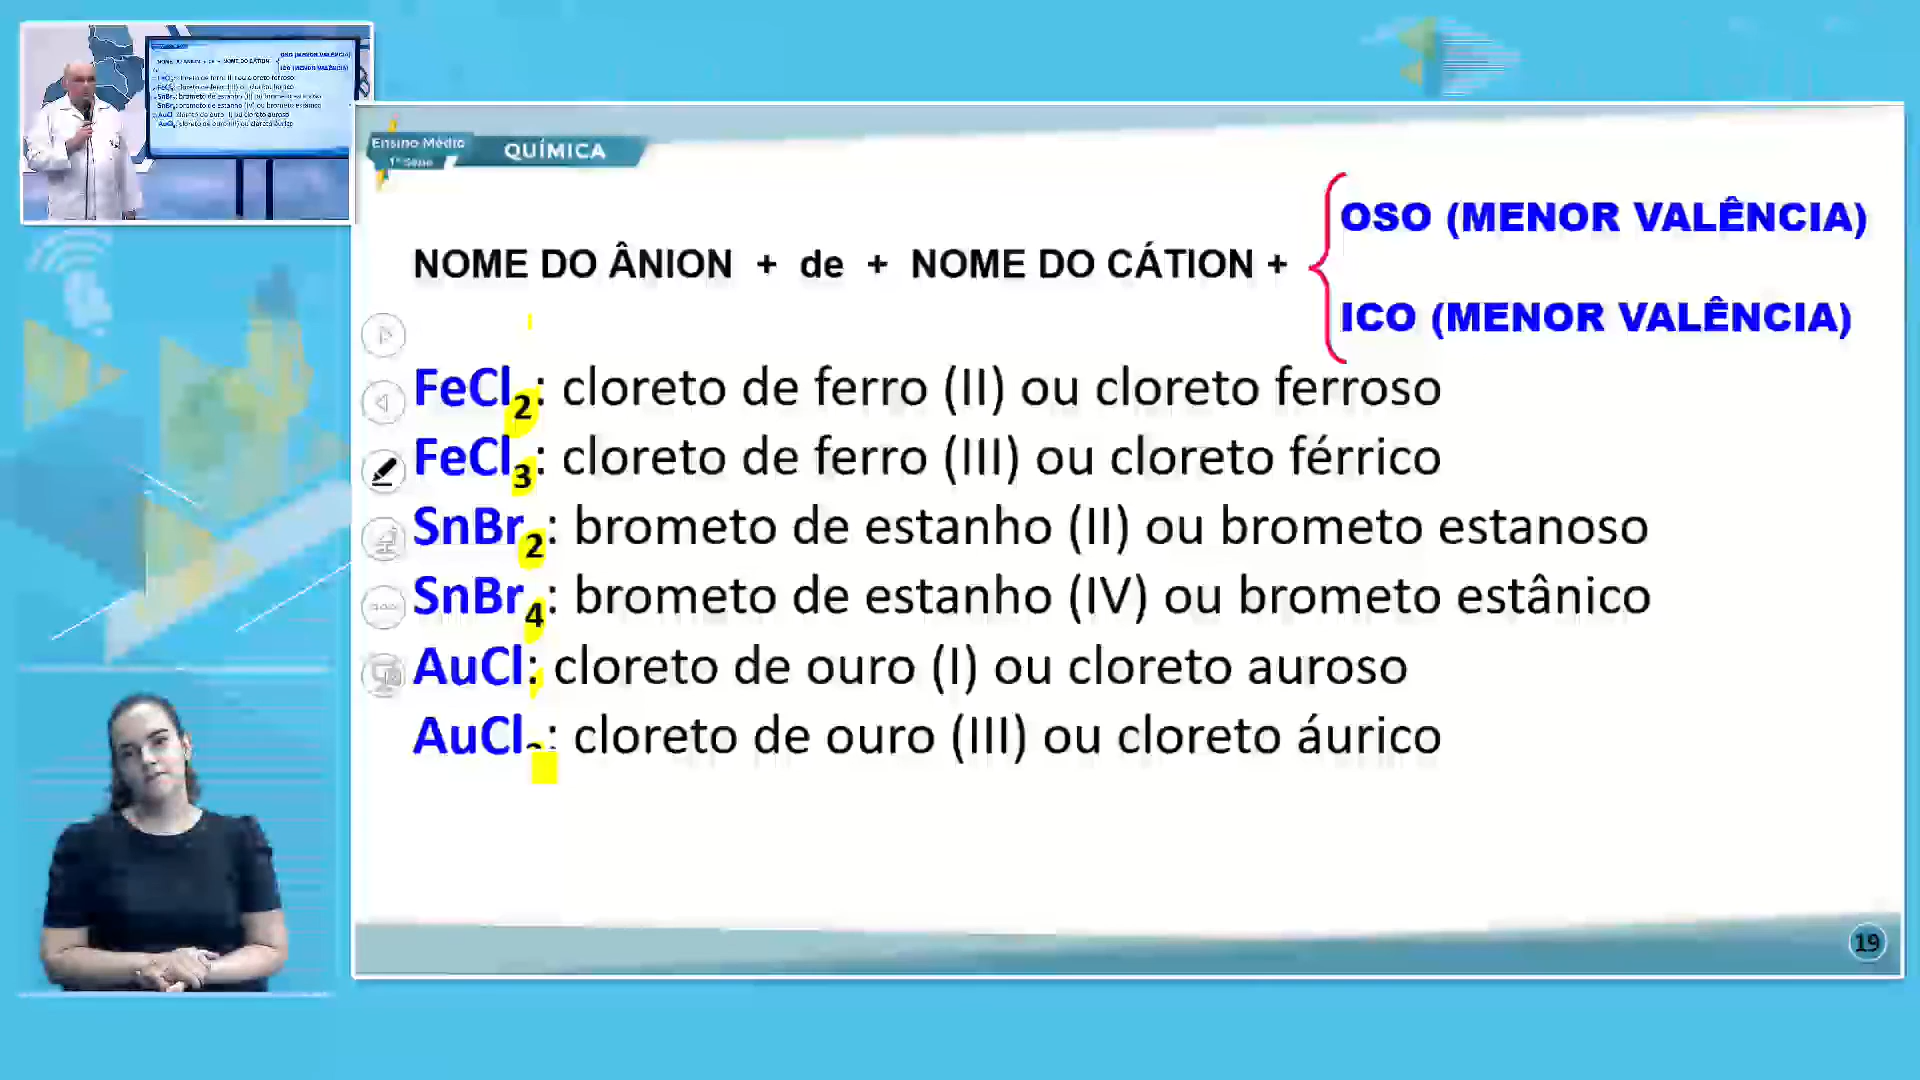 Ensino Médio
1ª Série
QUÍMICA
NOME DO ÂNION + de + NOME DO CÁTION +
OSO (MENOR VALÊNCIA)
ICO (MENOR VALÊNCIA)
FeCl₂: cloreto de ferro (II) ou cloreto ferroso
FeCl₃: cloreto de ferro (III) ou cloreto férrico
SnBr₂: brometo de estanho (II) ou brometo estanoso
SnBr₄: brometo de estanho (IV) ou brometo estânico
AuCl: cloreto de ouro (I) ou cloreto auroso
AuCl₃: cloreto de ouro (III) ou cloreto áurico
19